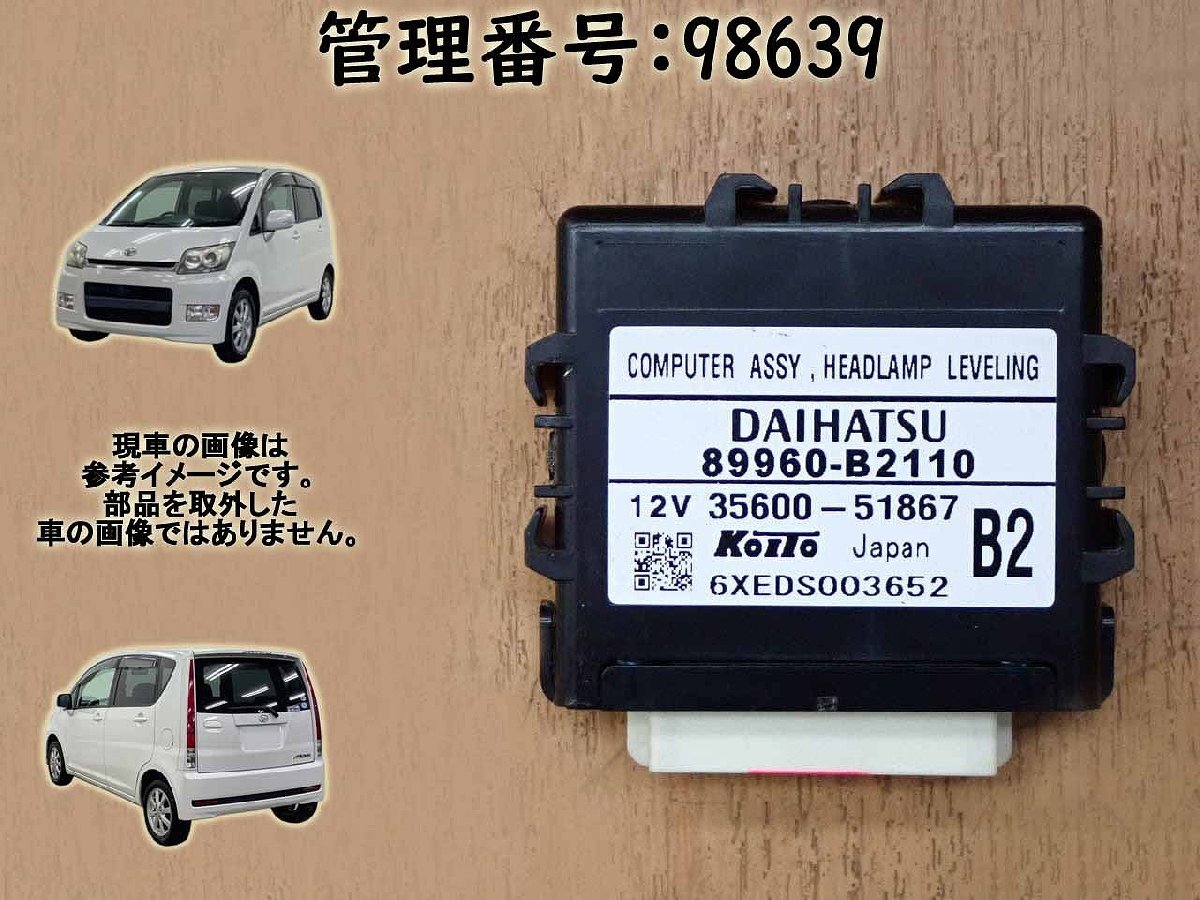 管理番号:98639
現車の画像は
参考イメージです。
部品を取外した
車の画像ではありません。
COMPUTER ASSY , HEADLAMP LEVELING
DAIHATSU
89960-B2110
12V 35600-51867
KOITO Japan B2
6XEDS003652